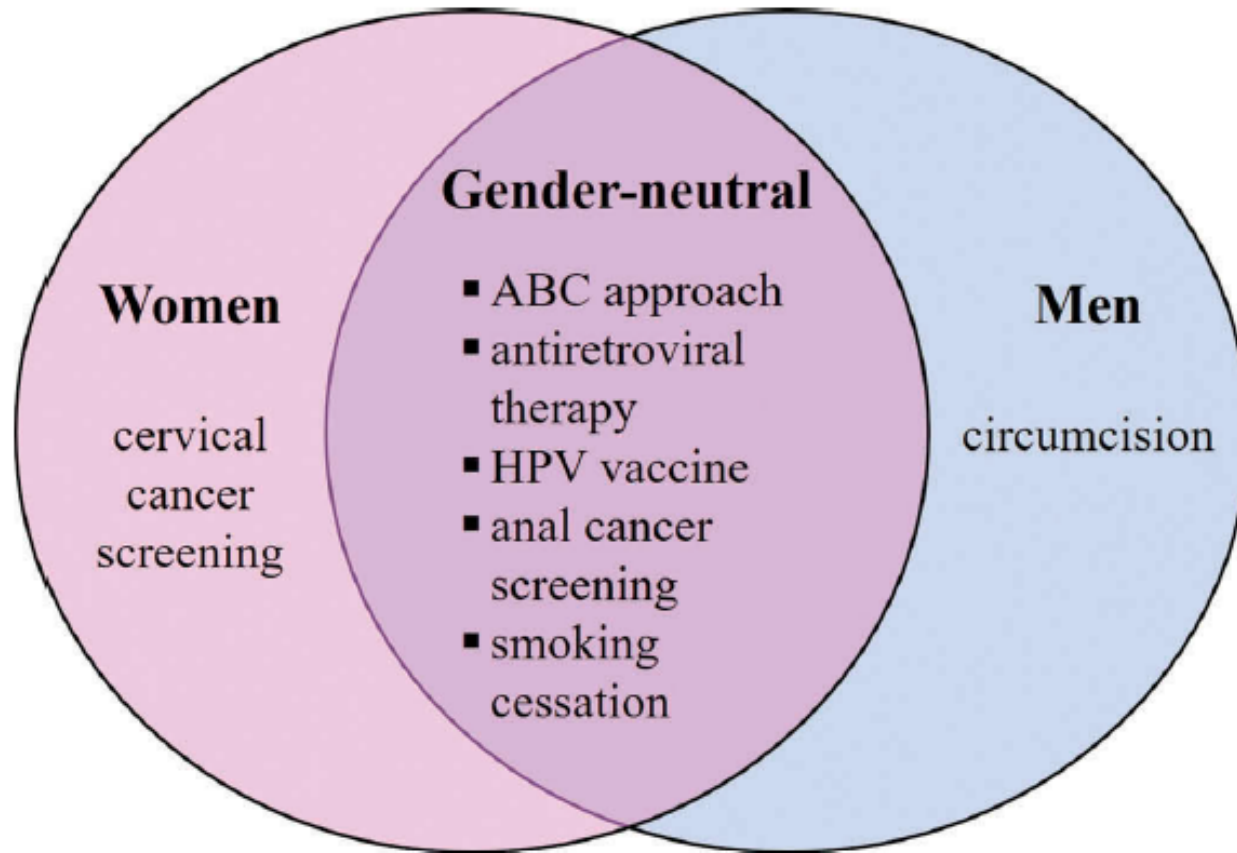 Women
cervical
cancer
screening
Gender-neutral
▪ ABC approach
▪ antiretroviral
therapy
▪ HPV vaccine
▪ anal cancer
screening
▪ smoking
cessation
Men
circumcision